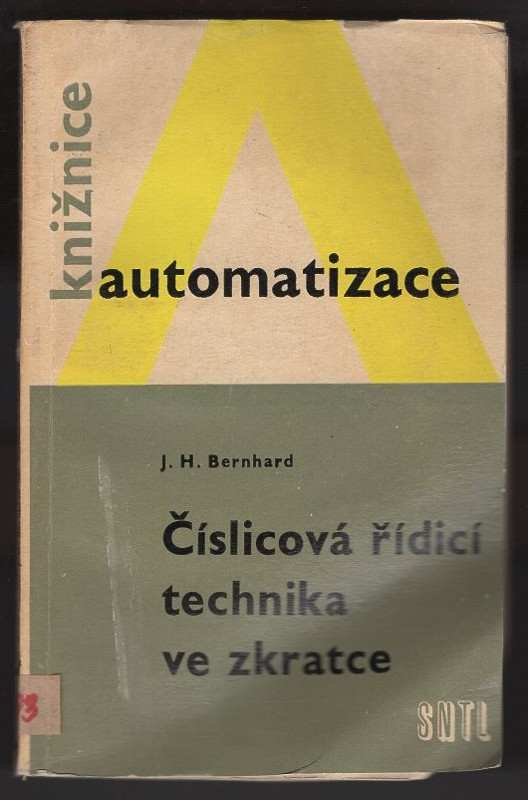 knižnice
automatizace
J. H. Bernhard
Číslicová řídicí
technika
ve zkratce
SNTL